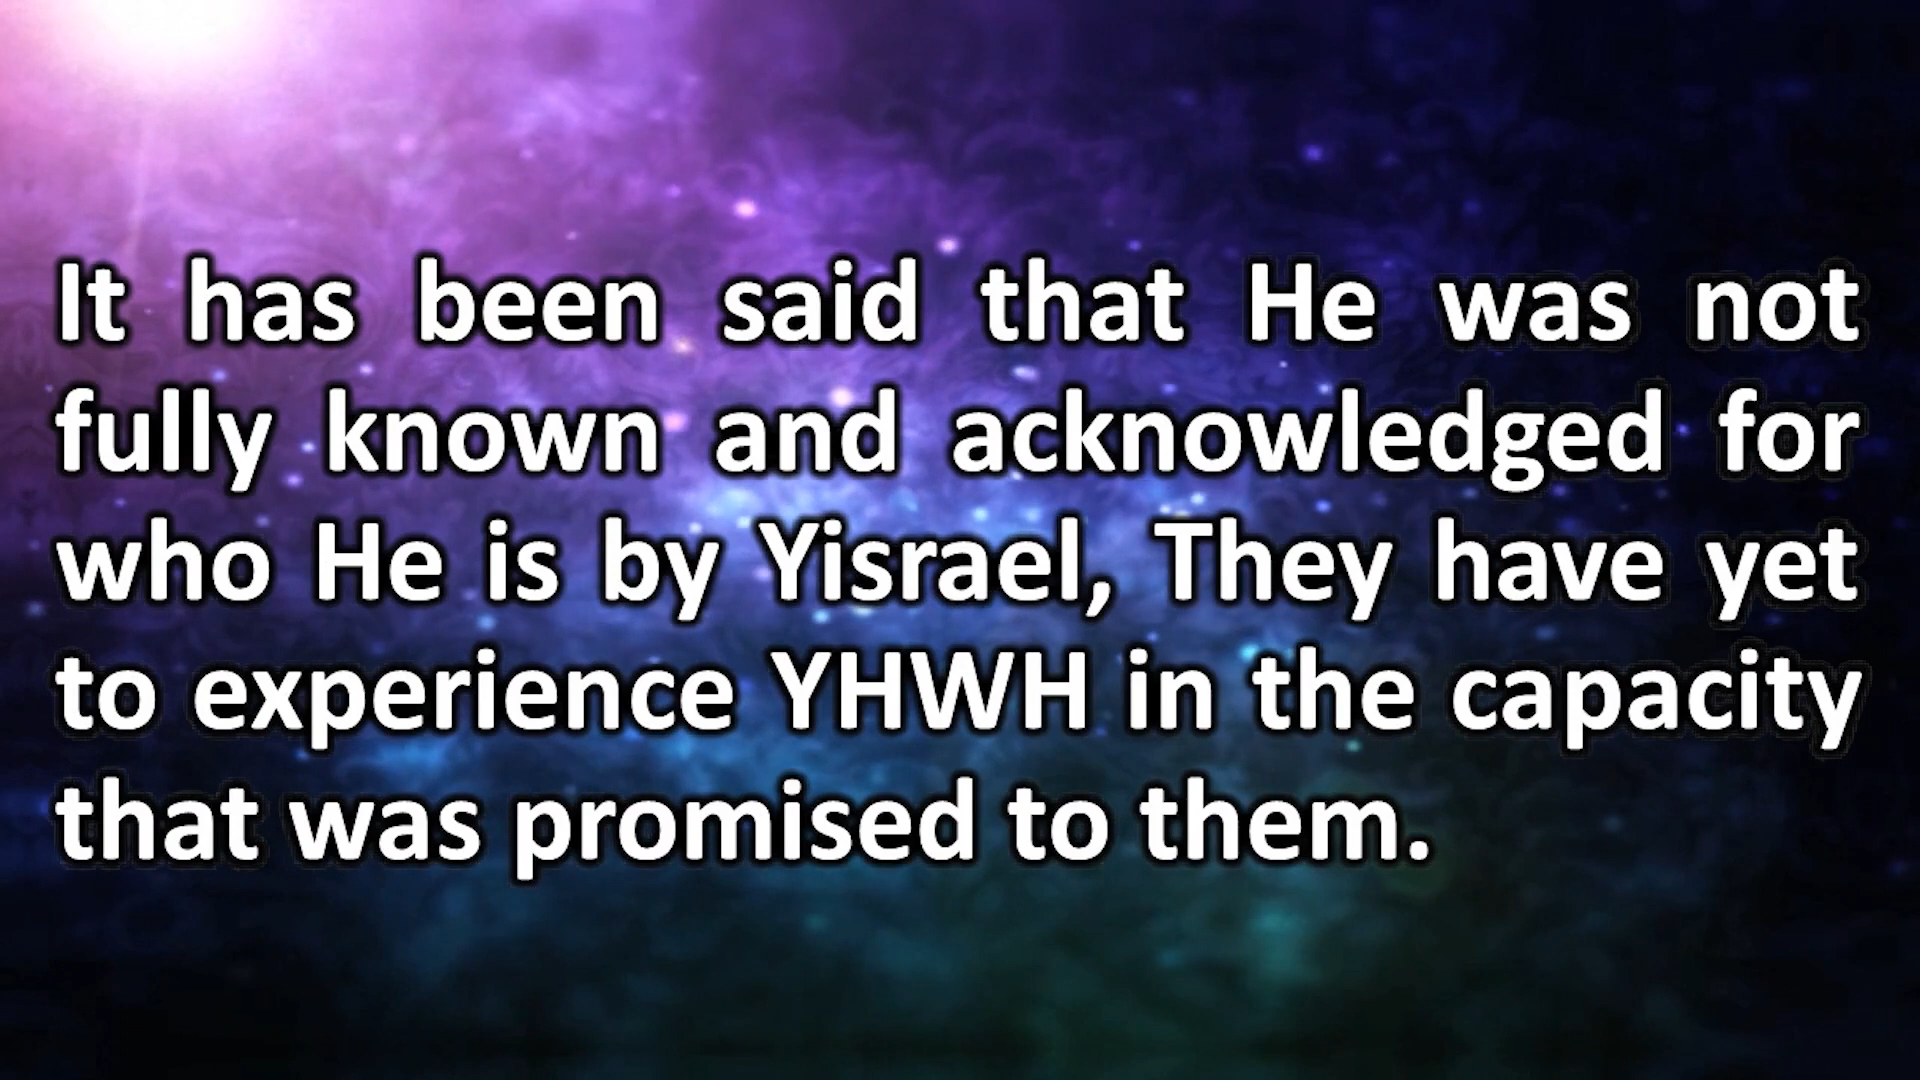 It has been said that He was not
fully known and acknowledged for
who He is by Yisrael, They have yet
to experience YHWH in the capacity
that was promised to them.